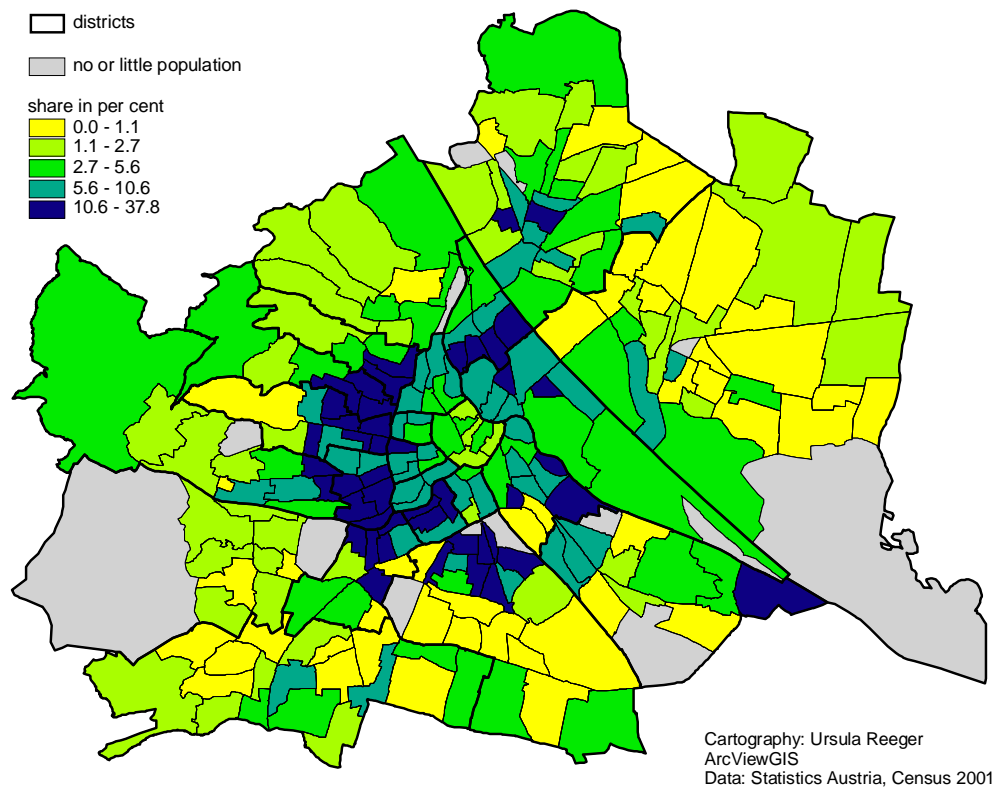 districts
no or little population
share in per cent
0.0 - 1.1
1.1 - 2.7
2.7 - 5.6
5.6 - 10.6
10.6 - 37.8
Cartography: Ursula Reeger
ArcViewGIS
Data: Statistics Austria, Census 2001